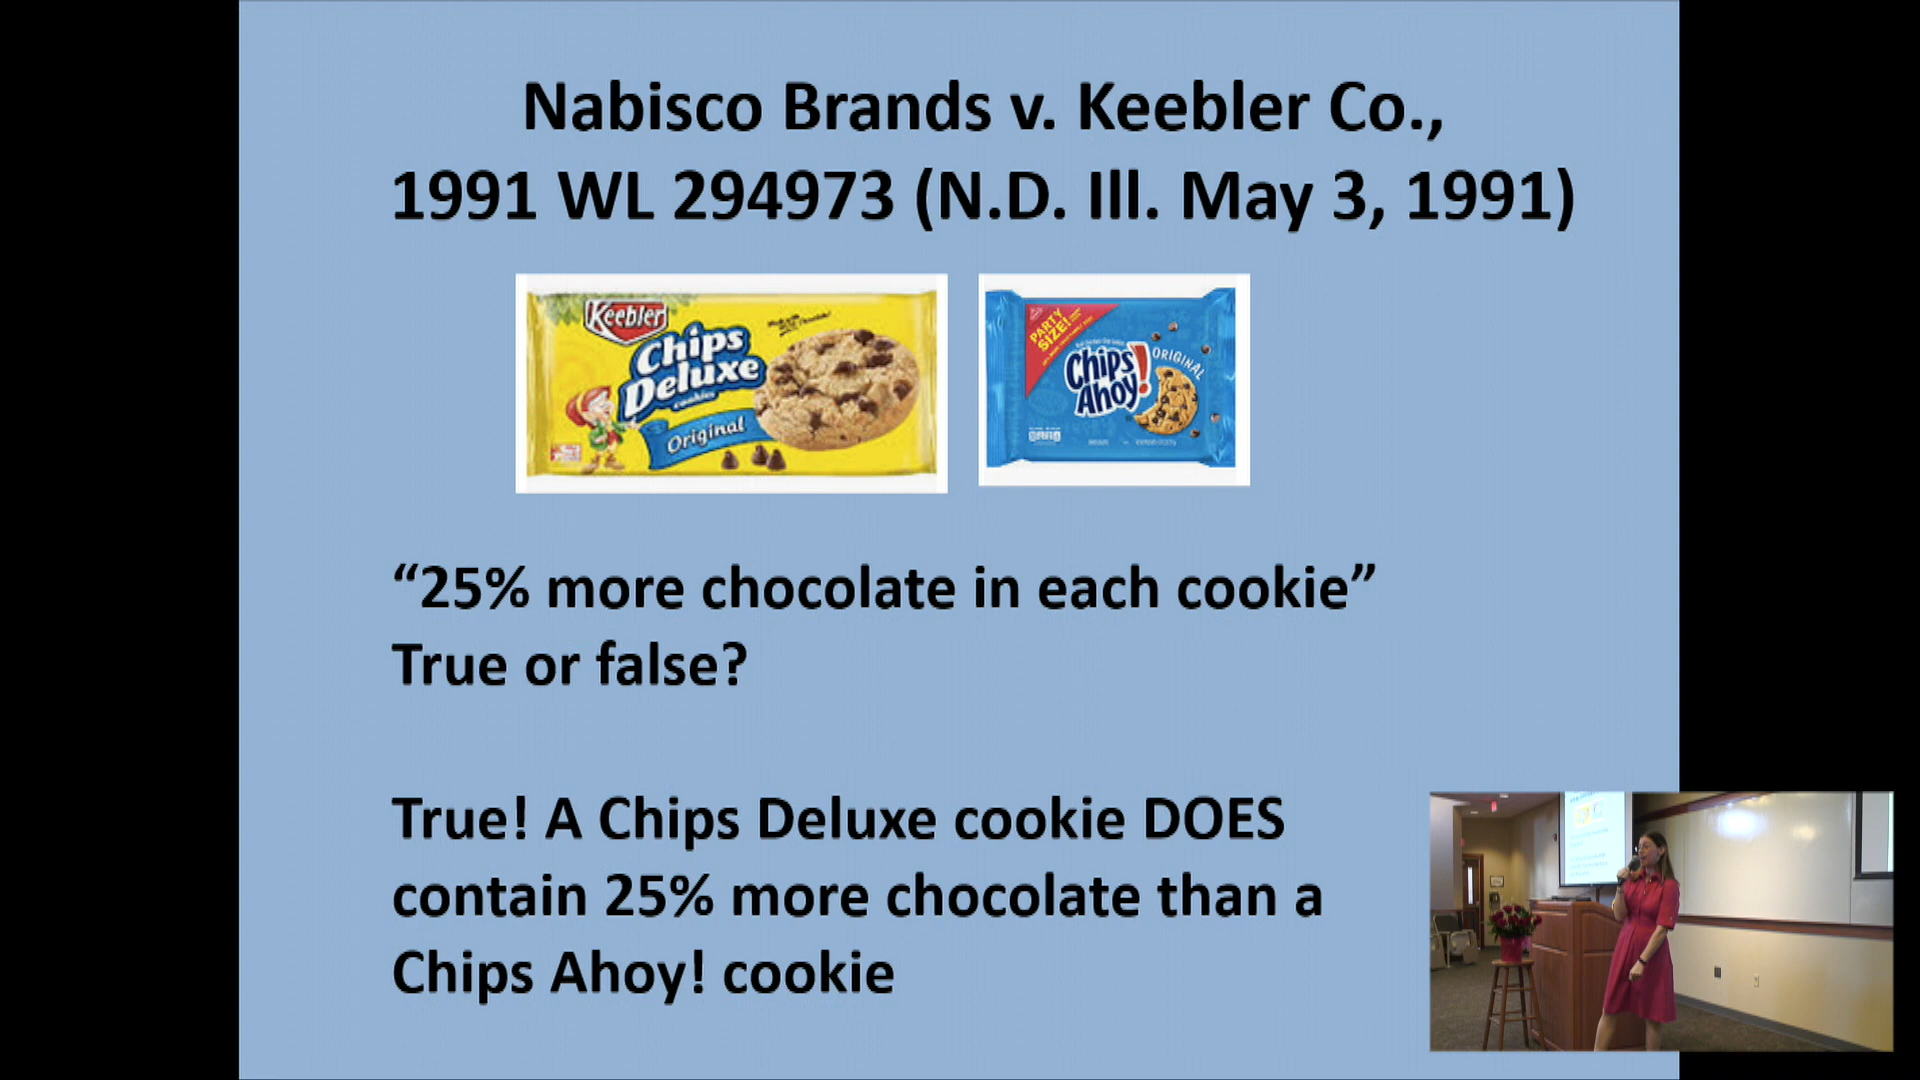 Nabisco Brands v. Keebler Co.,
1991 WL 294973 (N.D. Ill. May 3, 1991)
Keebler
Chips
Deluxe
cookies
Original
PARTY
SIZE!
Chips
Ahoy!
ORIGINAL
“25% more chocolate in each cookie”
True or false?
True! A Chips Deluxe cookie DOES
contain 25% more chocolate than a
Chips Ahoy! cookie